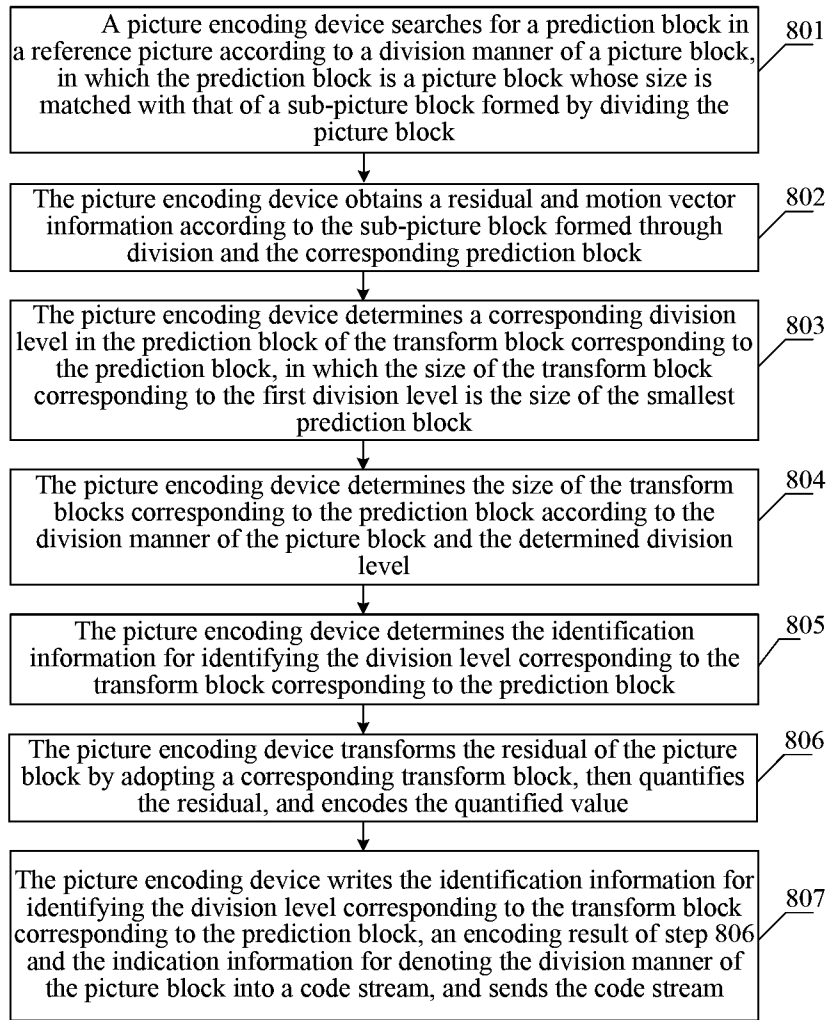 A picture encoding device searches for a prediction block in
a reference picture according to a division manner of a picture block,
in which the prediction block is a picture block whose size is
matched with that of a sub-picture block formed by dividing the
picture block
801
The picture encoding device obtains a residual and motion vector
information according to the sub-picture block formed through
division and the corresponding prediction block
802
The picture encoding device determines a corresponding division
level in the prediction block of the transform block corresponding to
the prediction block, in which the size of the transform block
corresponding to the first division level is the size of the smallest
prediction block
803
The picture encoding device determines the size of the transform
blocks corresponding to the prediction block according to the
division manner of the picture block and the determined division
level
804
The picture encoding device determines the identification
information for identifying the division level corresponding to the
transform block corresponding to the prediction block
805
The picture encoding device transforms the residual of the picture
block by adopting a corresponding transform block, then quantifies
the residual, and encodes the quantified value
806
The picture encoding device writes the identification information for
identifying the division level corresponding to the transform block
corresponding to the prediction block, an encoding result of step 806
and the indication information for denoting the division manner of
the picture block into a code stream, and sends the code stream
807